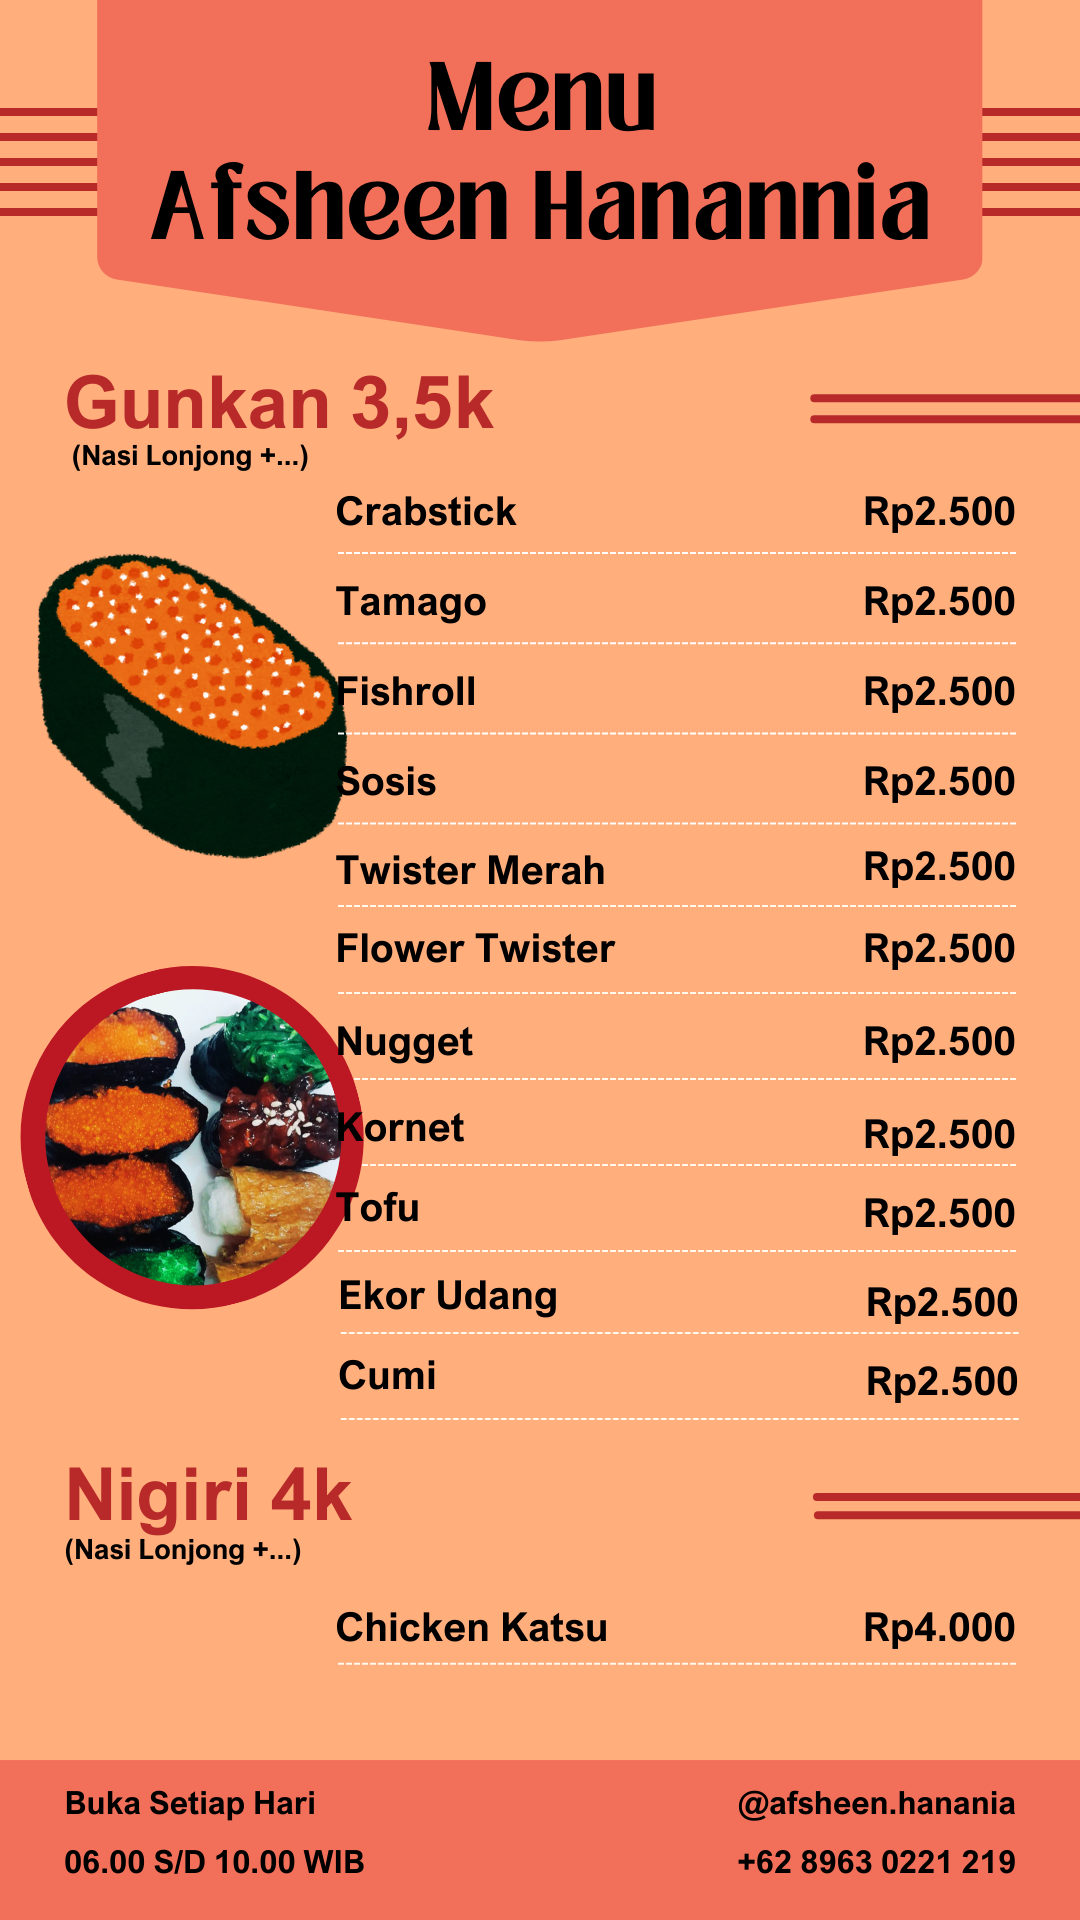 Menu
Afsheen Hanannia
Gunkan 3,5k
(Nasi Lonjong +...)
Crabstick Rp2.500
Tamago Rp2.500
Fishroll Rp2.500
Sosis Rp2.500
Twister Merah Rp2.500
Flower Twister Rp2.500
Nugget Rp2.500
Kornet Rp2.500
Tofu Rp2.500
Ekor Udang Rp2.500
Cumi Rp2.500
Nigiri 4k
(Nasi Lonjong +...)
Chicken Katsu Rp4.000
Buka Setiap Hari @afsheen.hanania
06.00 S/D 10.00 WIB +62 8963 0221 219